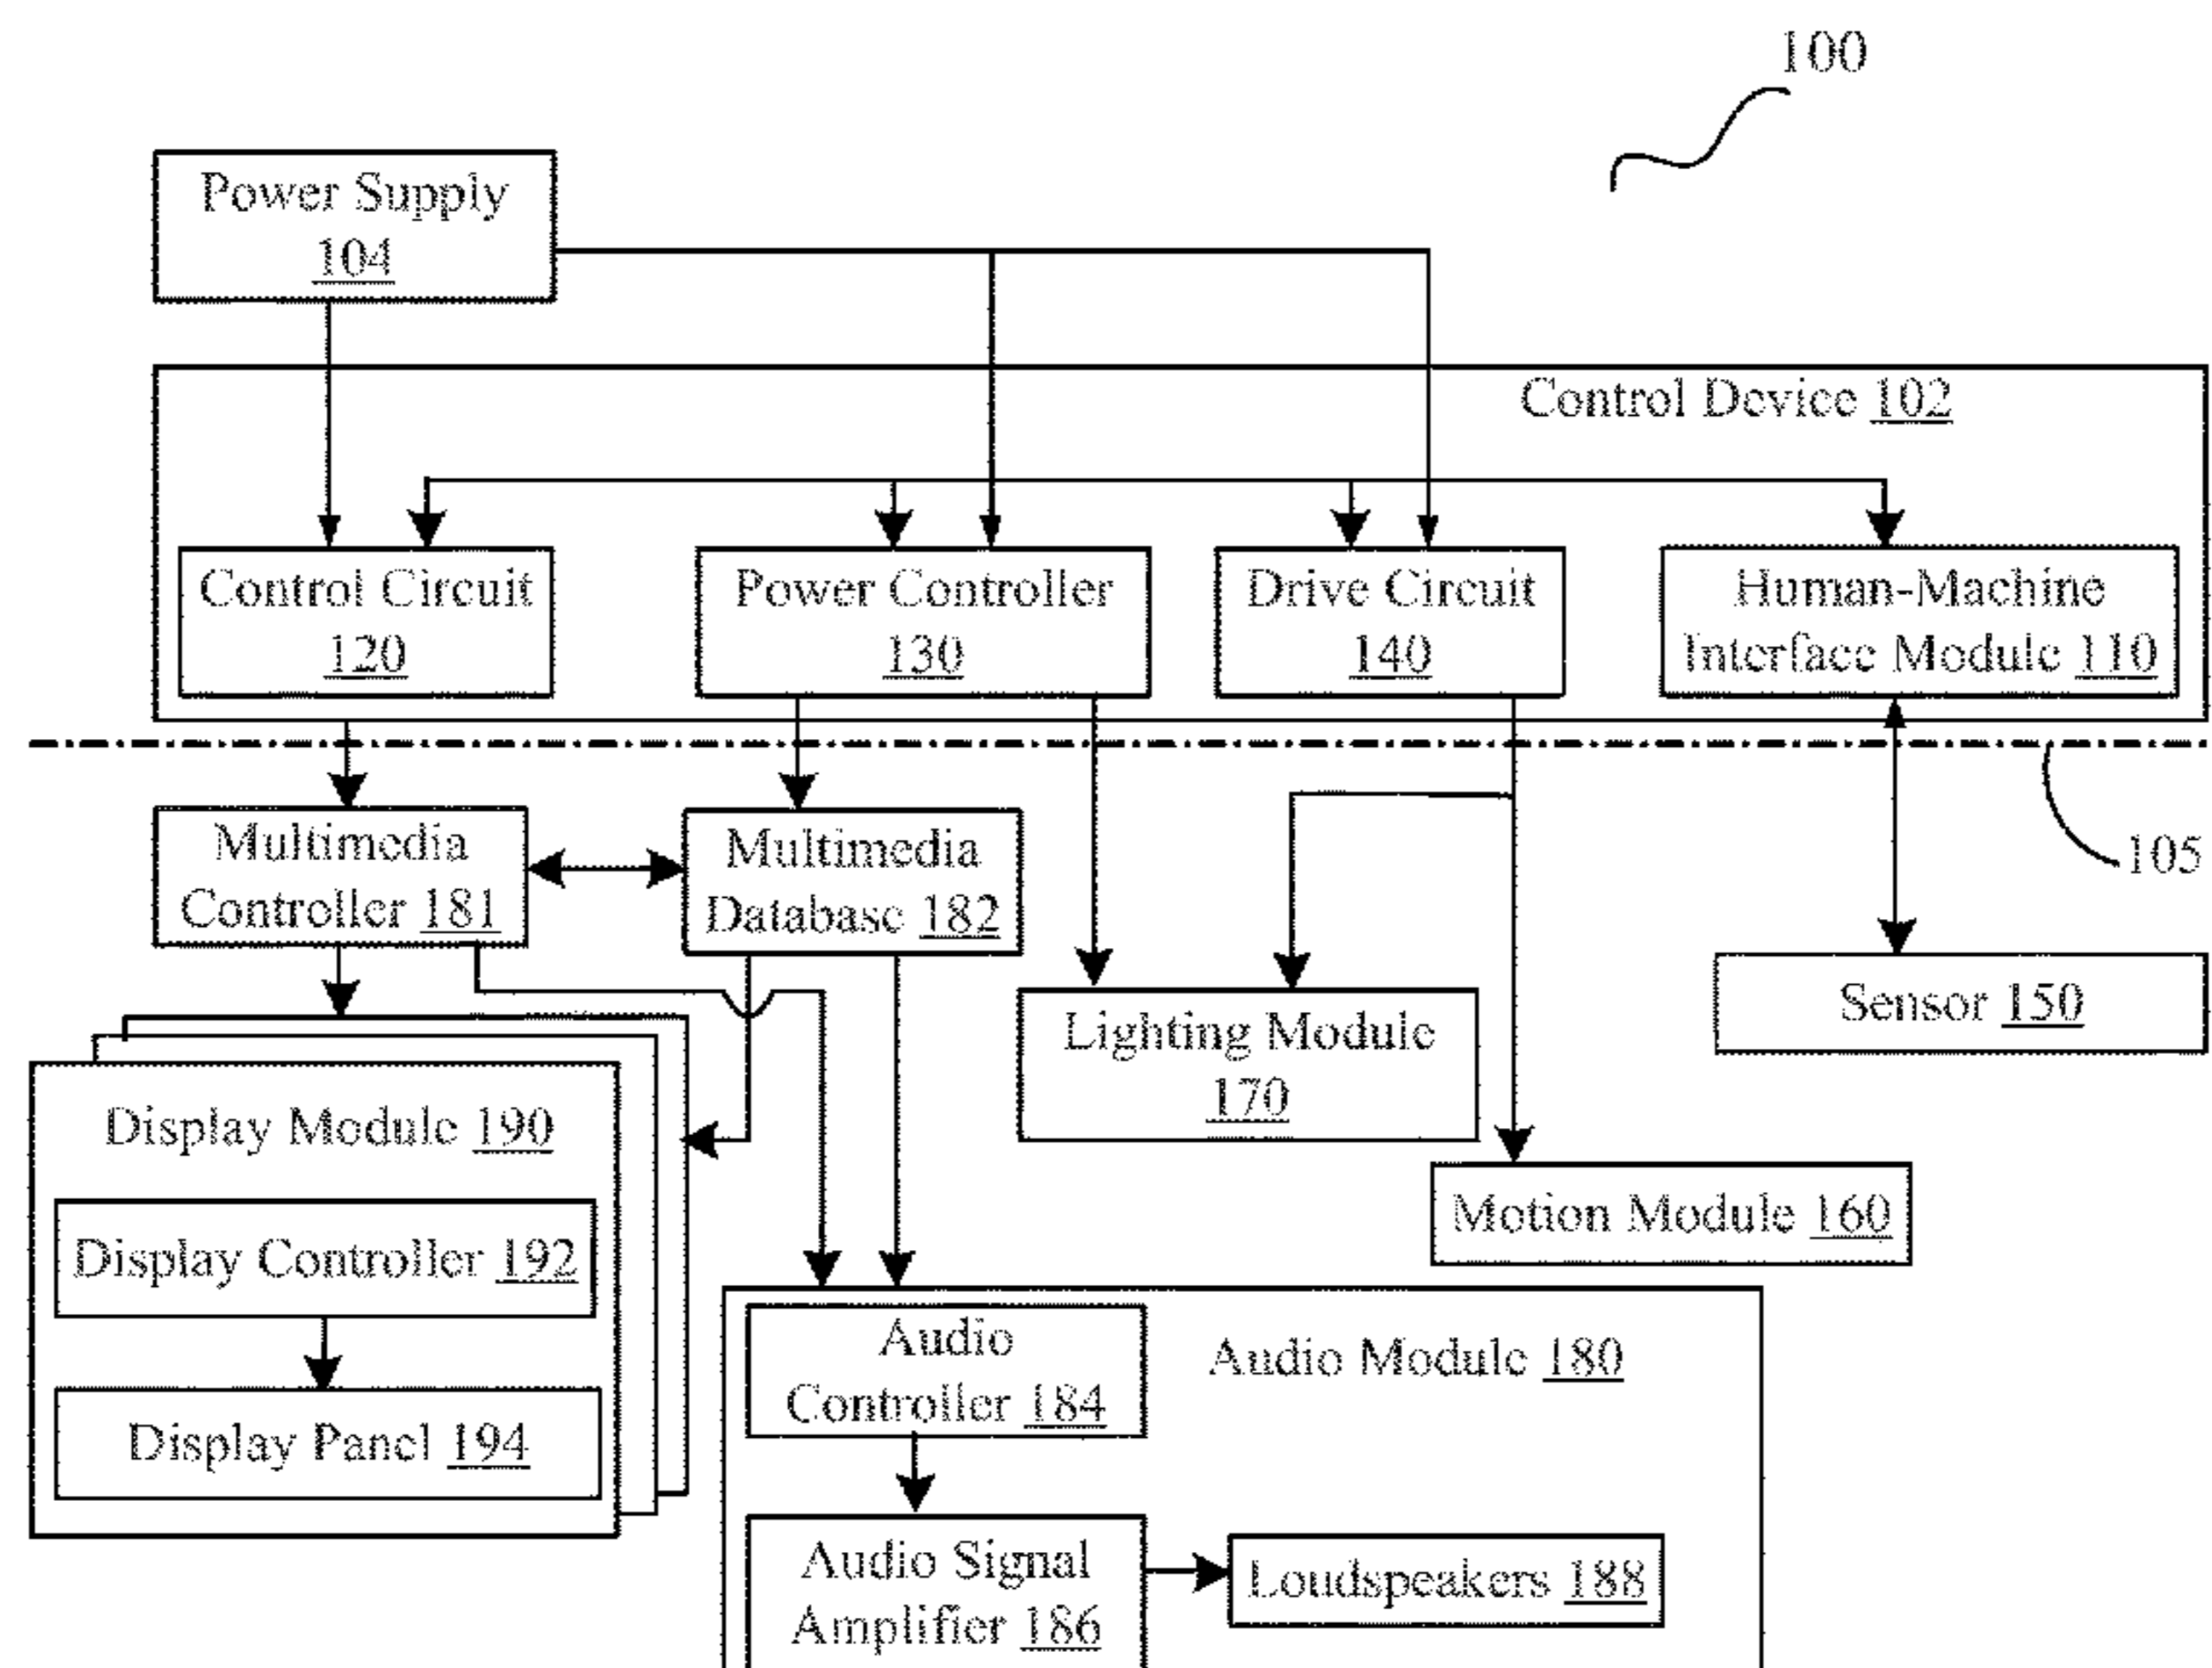 100
Power Supply
104
Control Device 102
Control Circuit
120
Power Controller
130
Drive Circuit
140
Human-Machine
Interface Module 110
105
Multimedia
Controller 181
Multimedia
Database 182
Lighting Module
170
Sensor 150
Motion Module 160
Display Module 190
Display Controller 192
Display Panel 194
Audio Module 180
Audio
Controller 184
Audio Signal
Amplifier 186
Loudspeakers 188